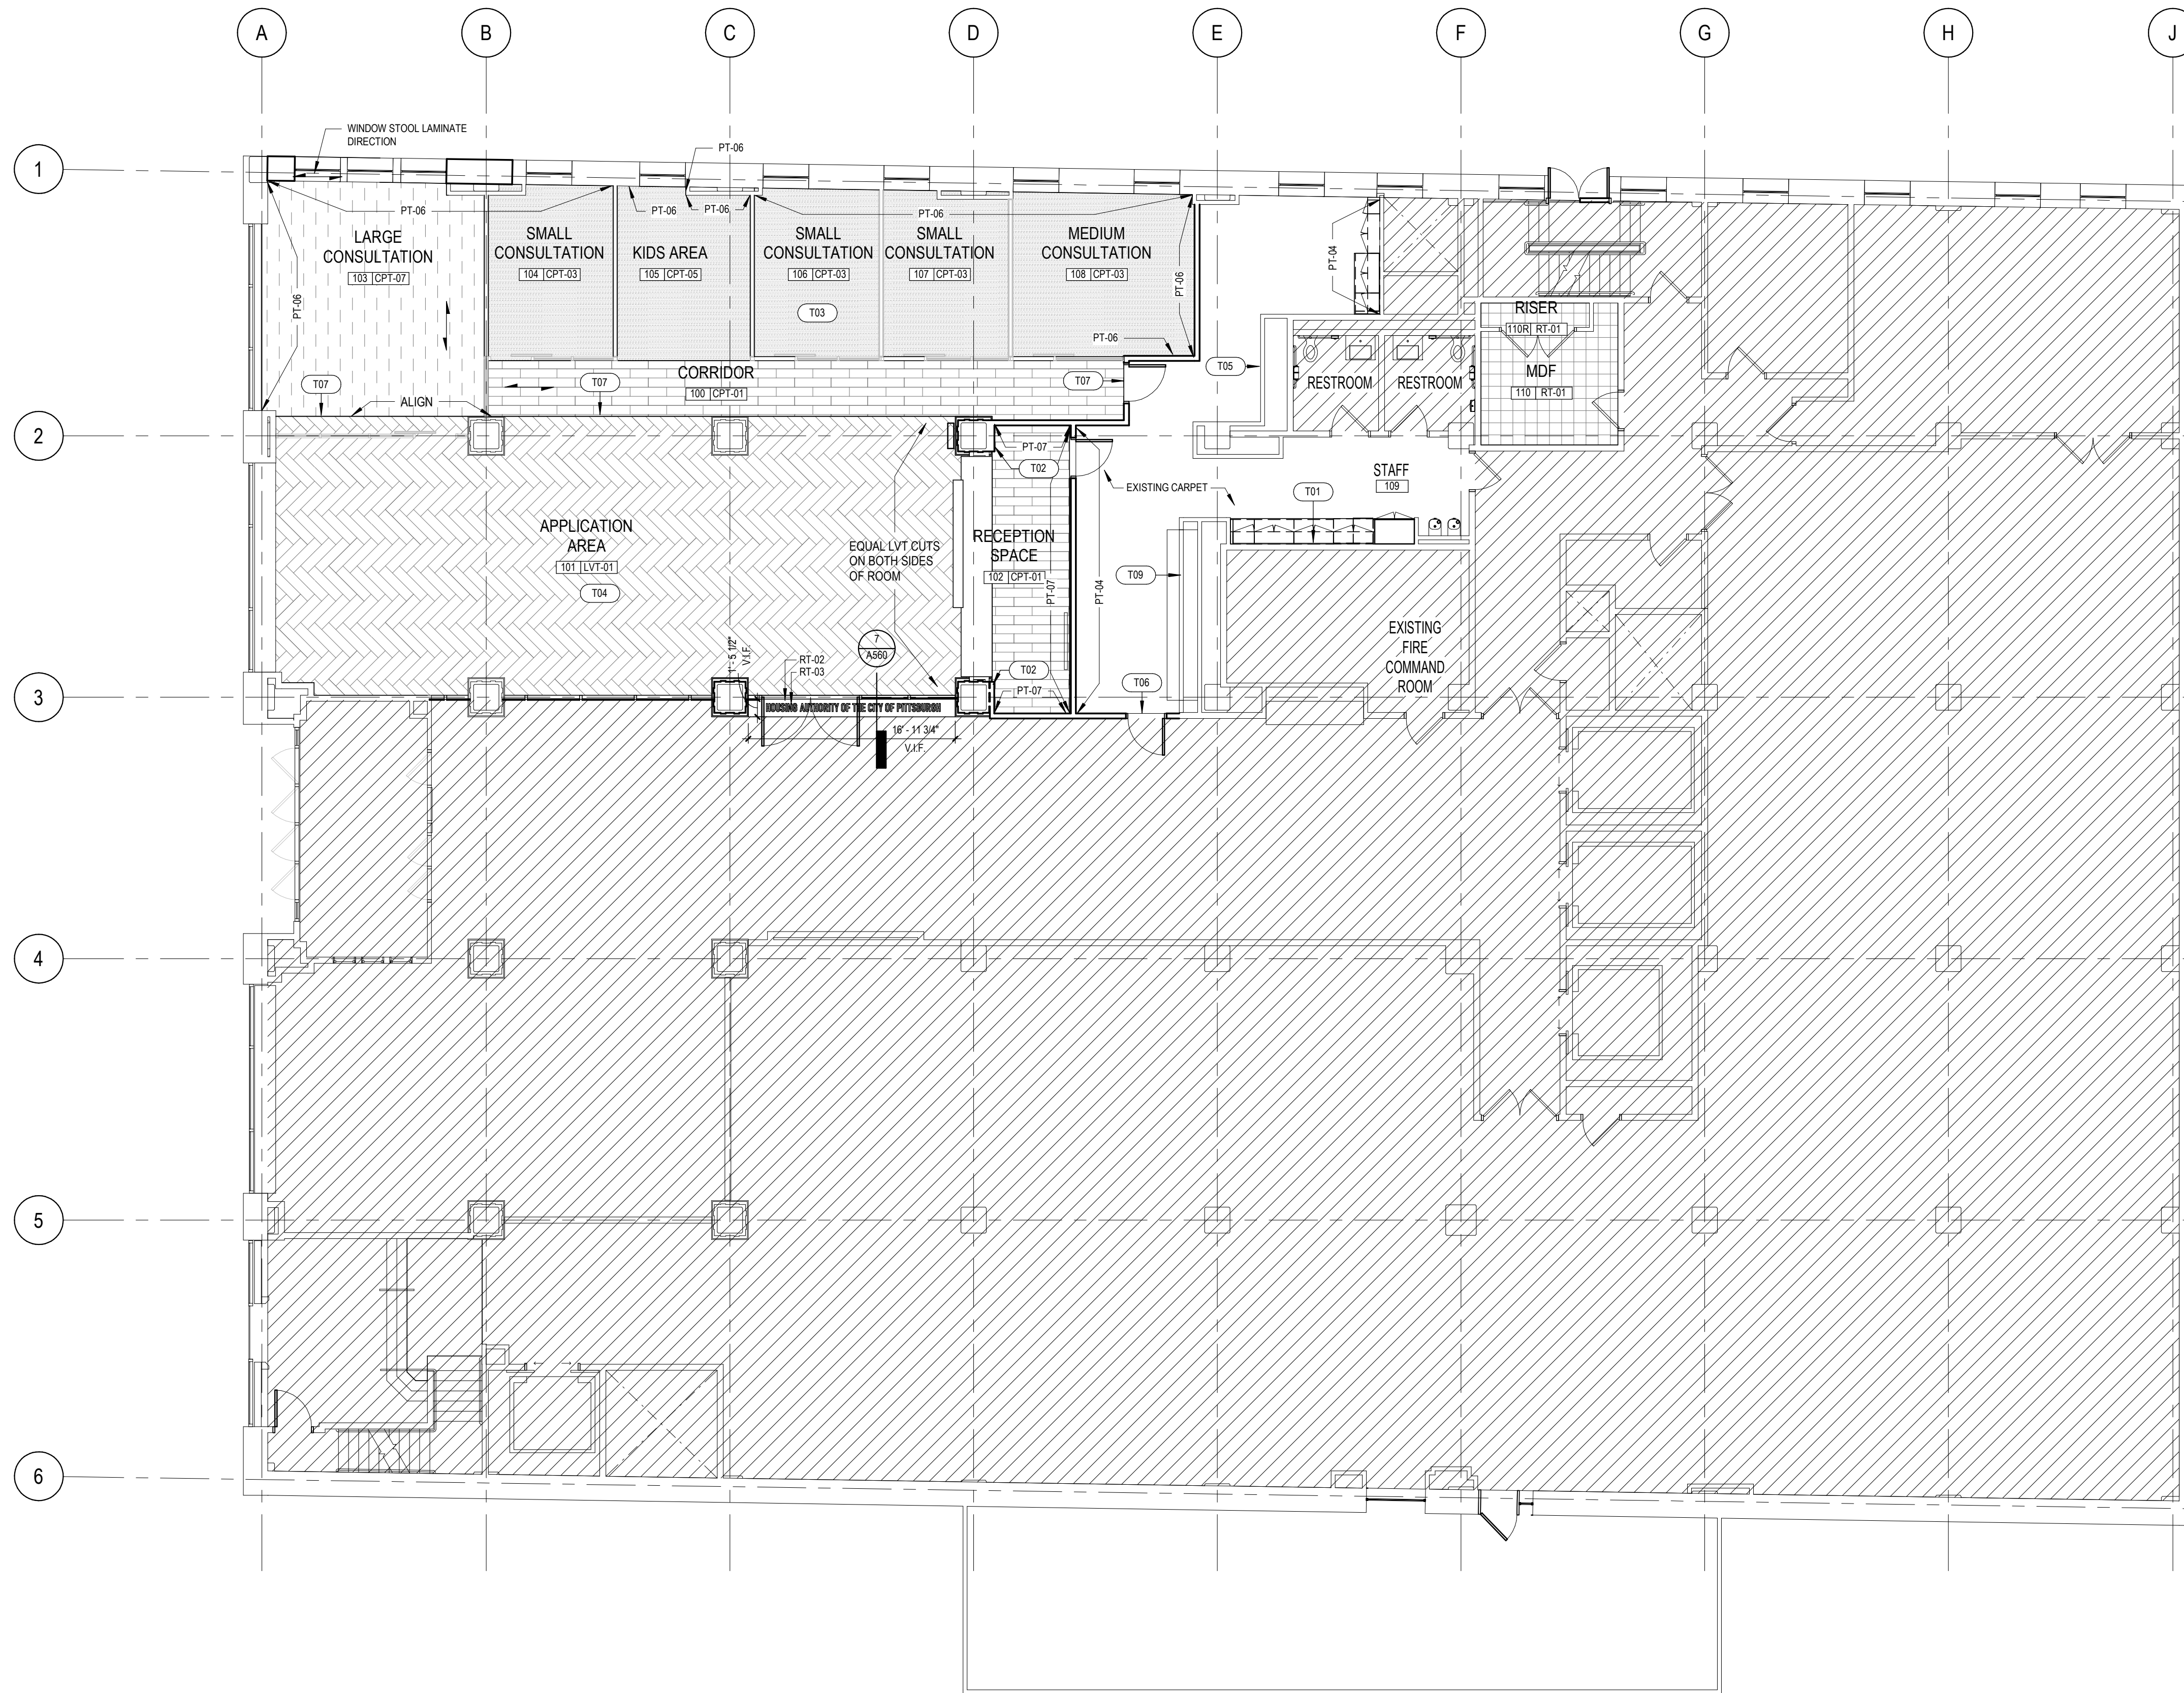 A
B
C
D
E
F
G
H
J
1
2
3
4
5
6
WINDOW STOOL LAMINATE
DIRECTION
PT-06
PT-06
PT-06
PT-06
PT-06
PT-06
PT-06
PT-06
PT-04
LARGE
CONSULTATION
103 CPT-07
SMALL
CONSULTATION
104 CPT-03
KIDS AREA
105 CPT-05
SMALL
CONSULTATION
106 CPT-03
T03
SMALL
CONSULTATION
107 CPT-03
MEDIUM
CONSULTATION
108 CPT-03
RISER
110R RT-01
MDF
110 RT-01
T05
RESTROOM
RESTROOM
T07
ALIGN
T07
CORRIDOR
100 CPT-01
T07
PT-07
T02
EXISTING CARPET
STAFF
109
T01
APPLICATION
AREA
101 LVT-01
T04
EQUAL LVT CUTS
ON BOTH SIDES
OF ROOM
RECEPTION
SPACE
102 CPT-01
PT-07
PT-04
T09
EXISTING
FIRE
COMMAND
ROOM
7
A560
1' - 5 1/2"
V.I.F.
RT-02
RT-03
T02
PT-07
T06
HOUSING AUTHORITY OF THE CITY OF PITTSBURGH
16' - 11 3/4"
V.I.F.